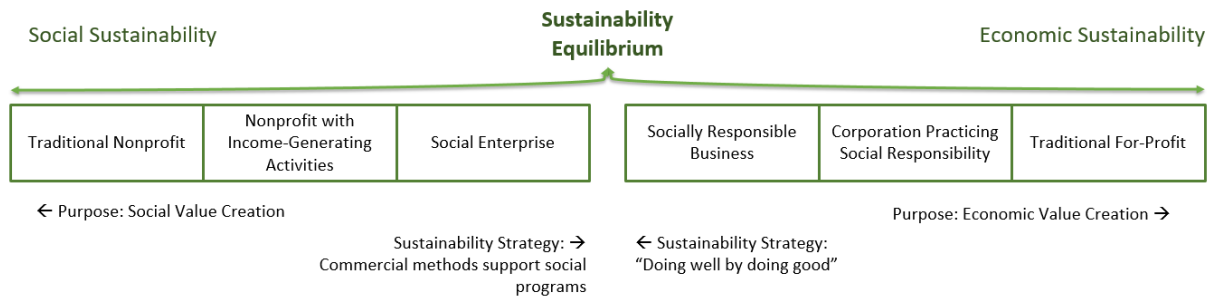 Social Sustainability
Sustainability
Equilibrium
Economic Sustainability
Traditional Nonprofit
Nonprofit with
Income-Generating
Activities
Social Enterprise
Socially Responsible
Business
Corporation Practicing
Social Responsibility
Traditional For-Profit
← Purpose: Social Value Creation
Purpose: Economic Value Creation →
Sustainability Strategy: →
Commercial methods support social
programs
← Sustainability Strategy:
“Doing well by doing good”